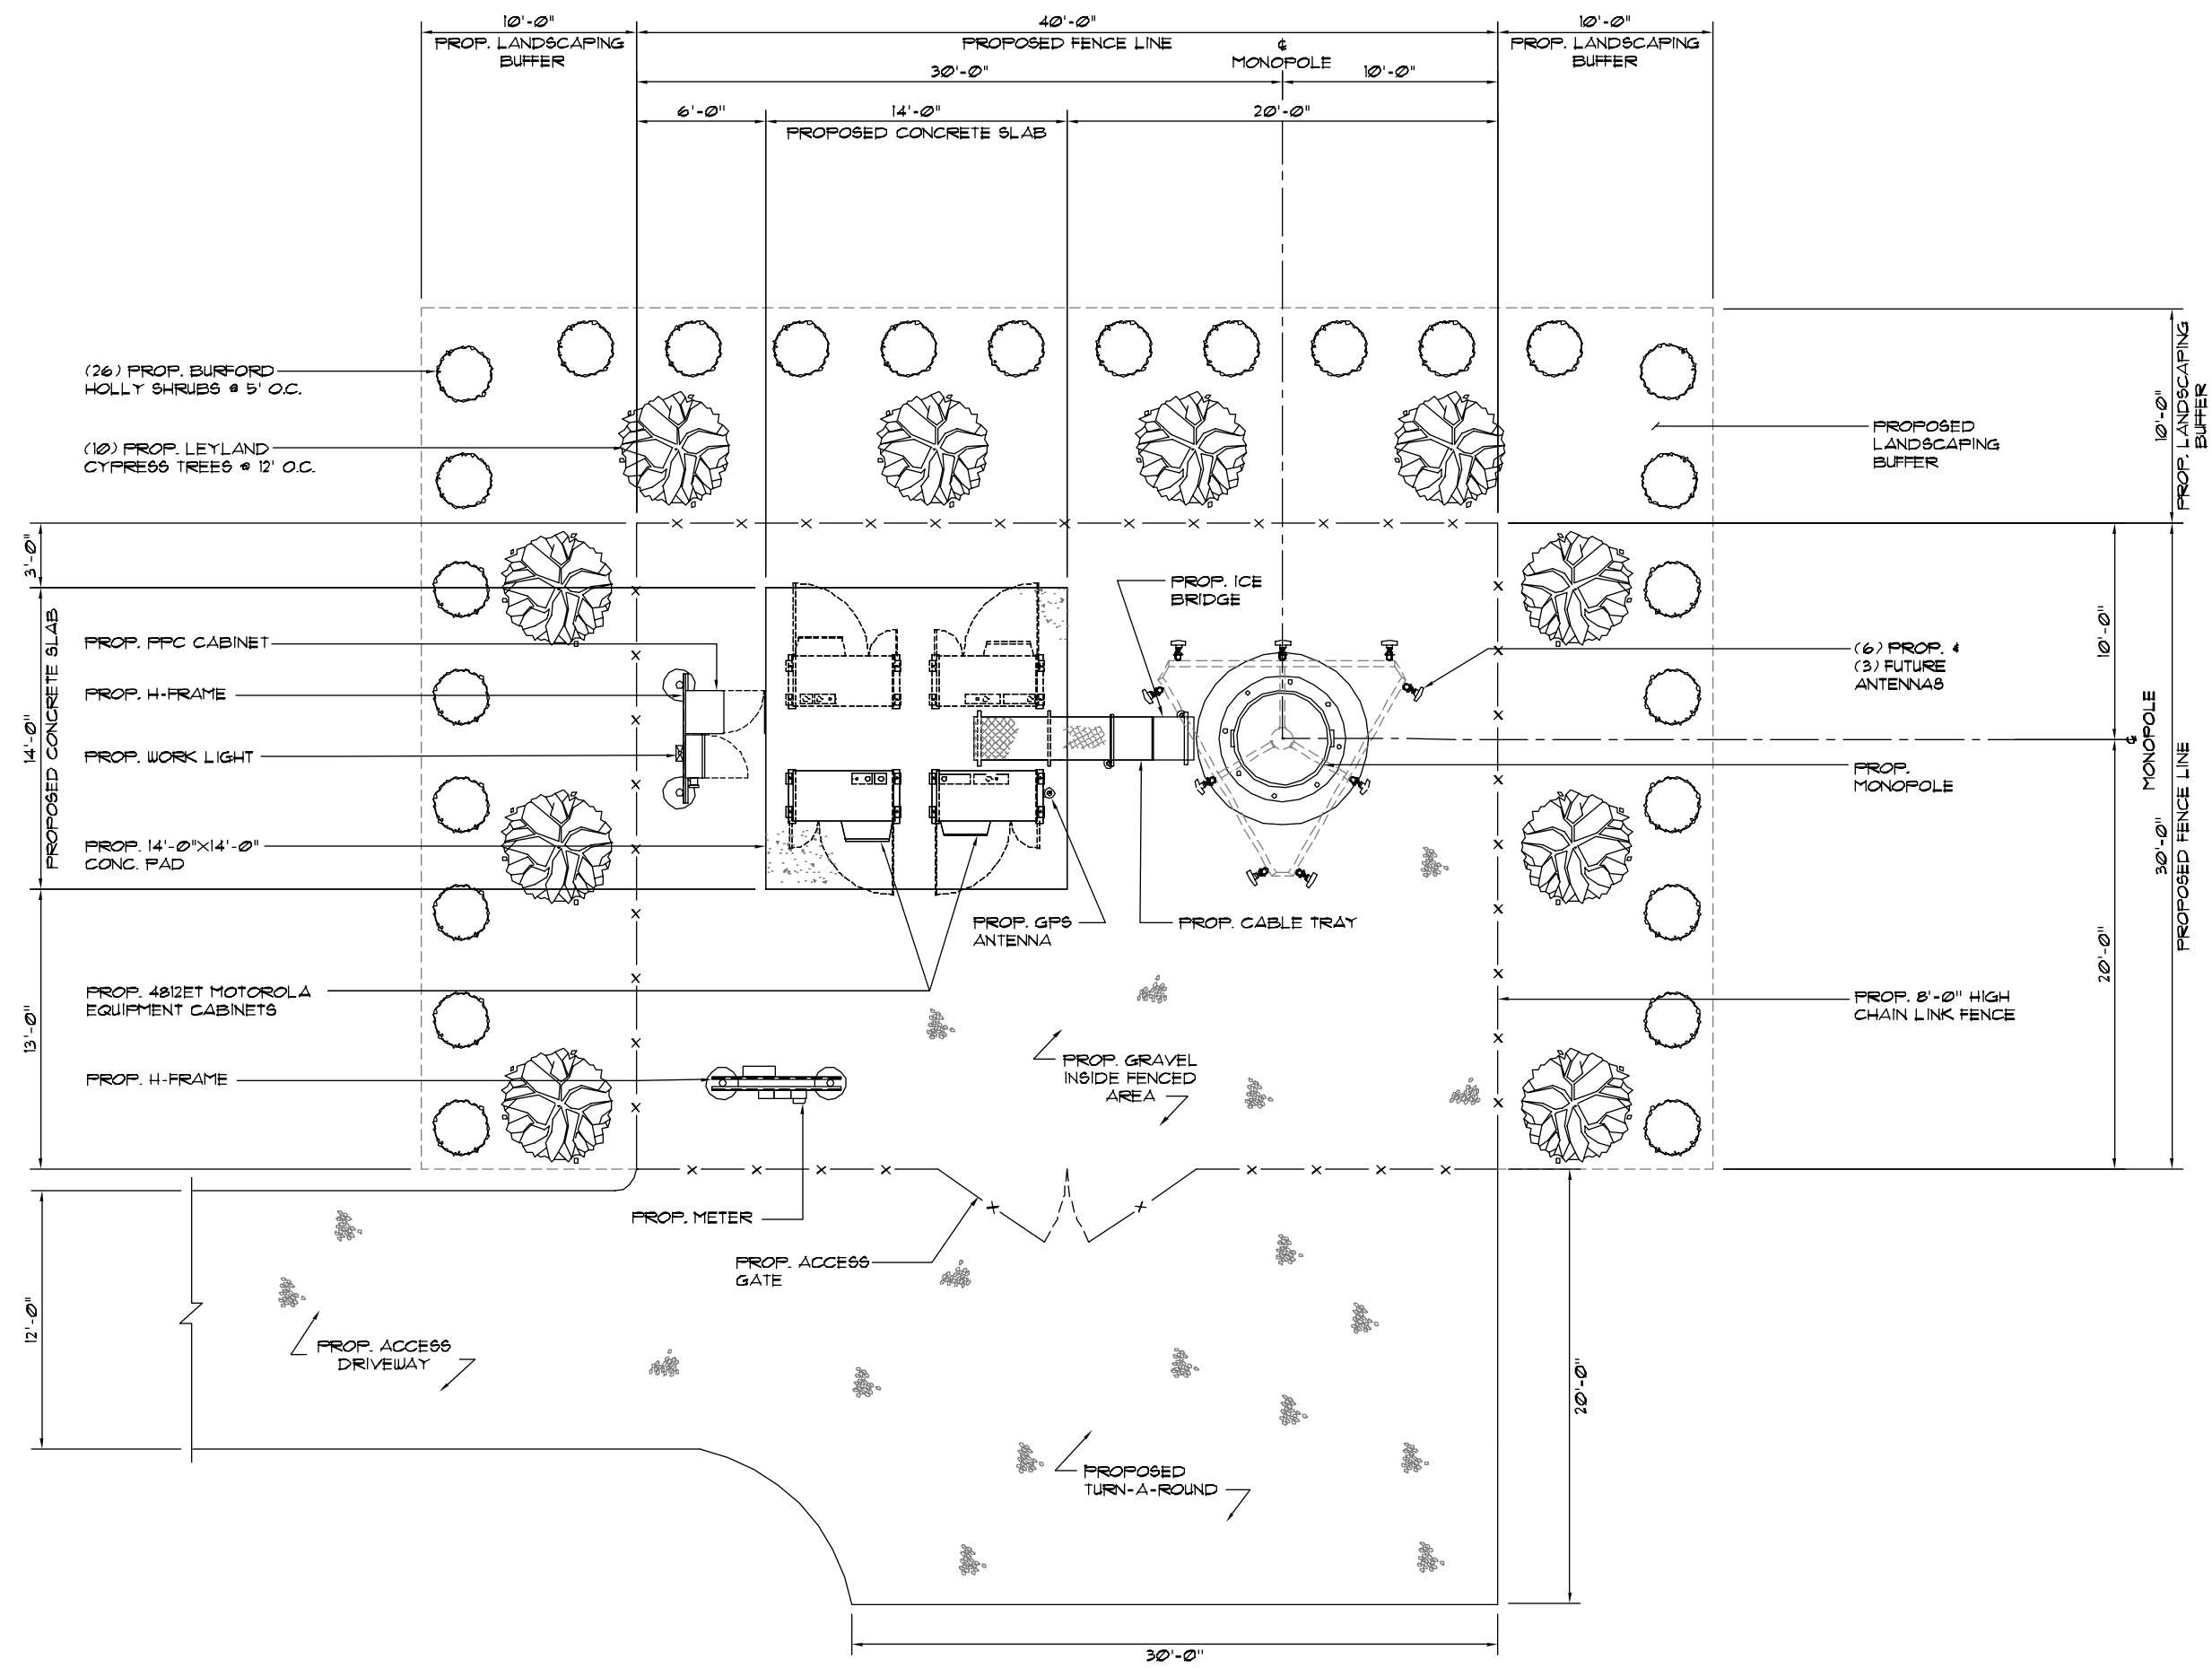 10'-0"
PROP. LANDSCAPING
BUFFER
40'-0"
PROPOSED FENCE LINE
℄
MONOPOLE
10'-0"
PROP. LANDSCAPING
BUFFER
30'-0"
10'-0"
6'-0"
14'-0"
PROPOSED CONCRETE SLAB
20'-0"
(26) PROP. BURFORD
HOLLY SHRUBS @ 5' O.C.
(10) PROP. LEYLAND
CYPRESS TREES @ 12' O.C.
PROPOSED
LANDSCAPING
BUFFER
10'-0"
PROP. LANDSCAPING
BUFFER
3'-0"
14'-0"
PROPOSED CONCRETE SLAB
13'-0"
PROP. PPC CABINET
PROP. H-FRAME
PROP. WORK LIGHT
PROP. 14'-0"X14'-0"
CONC. PAD
PROP. 4812ET MOTOROLA
EQUIPMENT CABINETS
PROP. H-FRAME
PROP. ICE
BRIDGE
PROP. GPS
ANTENNA
PROP. CABLE TRAY
(6) PROP. &
(3) FUTURE
ANTENNAS
PROP.
MONOPOLE
PROP. 8'-0" HIGH
CHAIN LINK FENCE
10'-0"
℄
MONOPOLE
20'-0"
30'-0"
PROPOSED FENCE LINE
PROP. GRAVEL
INSIDE FENCED
AREA
PROP. METER
PROP. ACCESS
GATE
12'-0"
PROP. ACCESS
DRIVEWAY
PROPOSED
TURN-A-ROUND
20'-0"
30'-0"